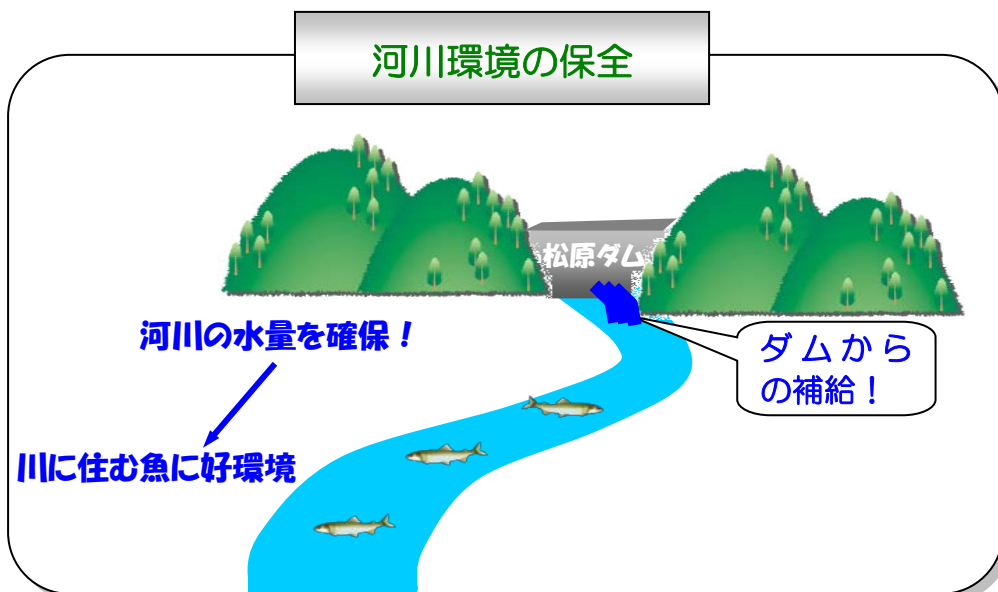 河川環境の保全
松原ダム
河川の水量を確保！
ダムから
の補給！
川に住む魚に好環境